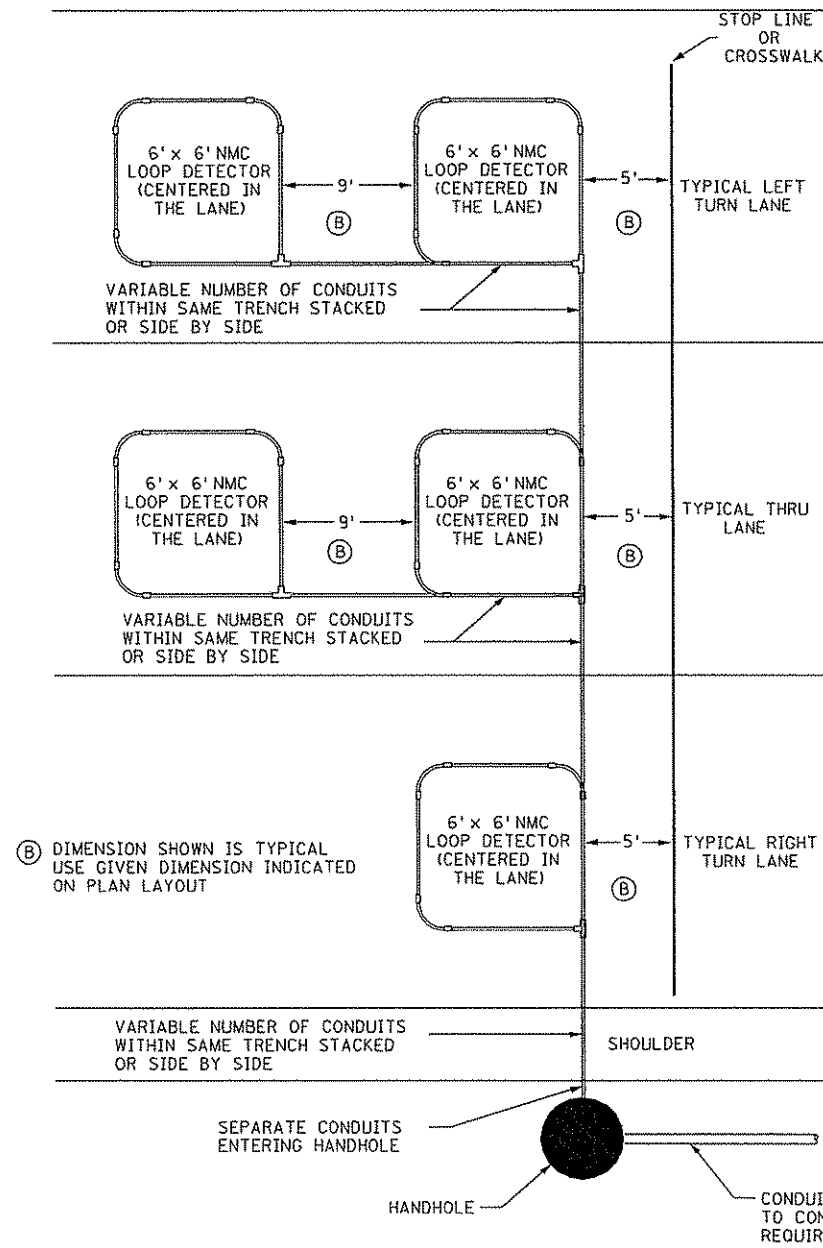 STOP LINE
OR
CROSSWALK
6' x 6' NMC
LOOP DETECTOR
(CENTERED IN
THE LANE)
9'
B
6' x 6' NMC
LOOP DETECTOR
(CENTERED IN
THE LANE)
5'
B
TYPICAL LEFT
TURN LANE
VARIABLE NUMBER OF CONDUITS
WITHIN SAME TRENCH STACKED
OR SIDE BY SIDE
6' x 6' NMC
LOOP DETECTOR
(CENTERED IN
THE LANE)
9'
B
6' x 6' NMC
LOOP DETECTOR
(CENTERED IN
THE LANE)
5'
B
TYPICAL THRU
LANE
VARIABLE NUMBER OF CONDUITS
WITHIN SAME TRENCH STACKED
OR SIDE BY SIDE
6' x 6' NMC
LOOP DETECTOR
(CENTERED IN
THE LANE)
5'
B
TYPICAL RIGHT
TURN LANE
B DIMENSION SHOWN IS TYPICAL
USE GIVEN DIMENSION INDICATED
ON PLAN LAYOUT
VARIABLE NUMBER OF CONDUITS
WITHIN SAME TRENCH STACKED
OR SIDE BY SIDE
SHOULDER
SEPARATE CONDUITS
ENTERING HANDHOLE
HANDHOLE
CONDUI
TO CON
REQUIR